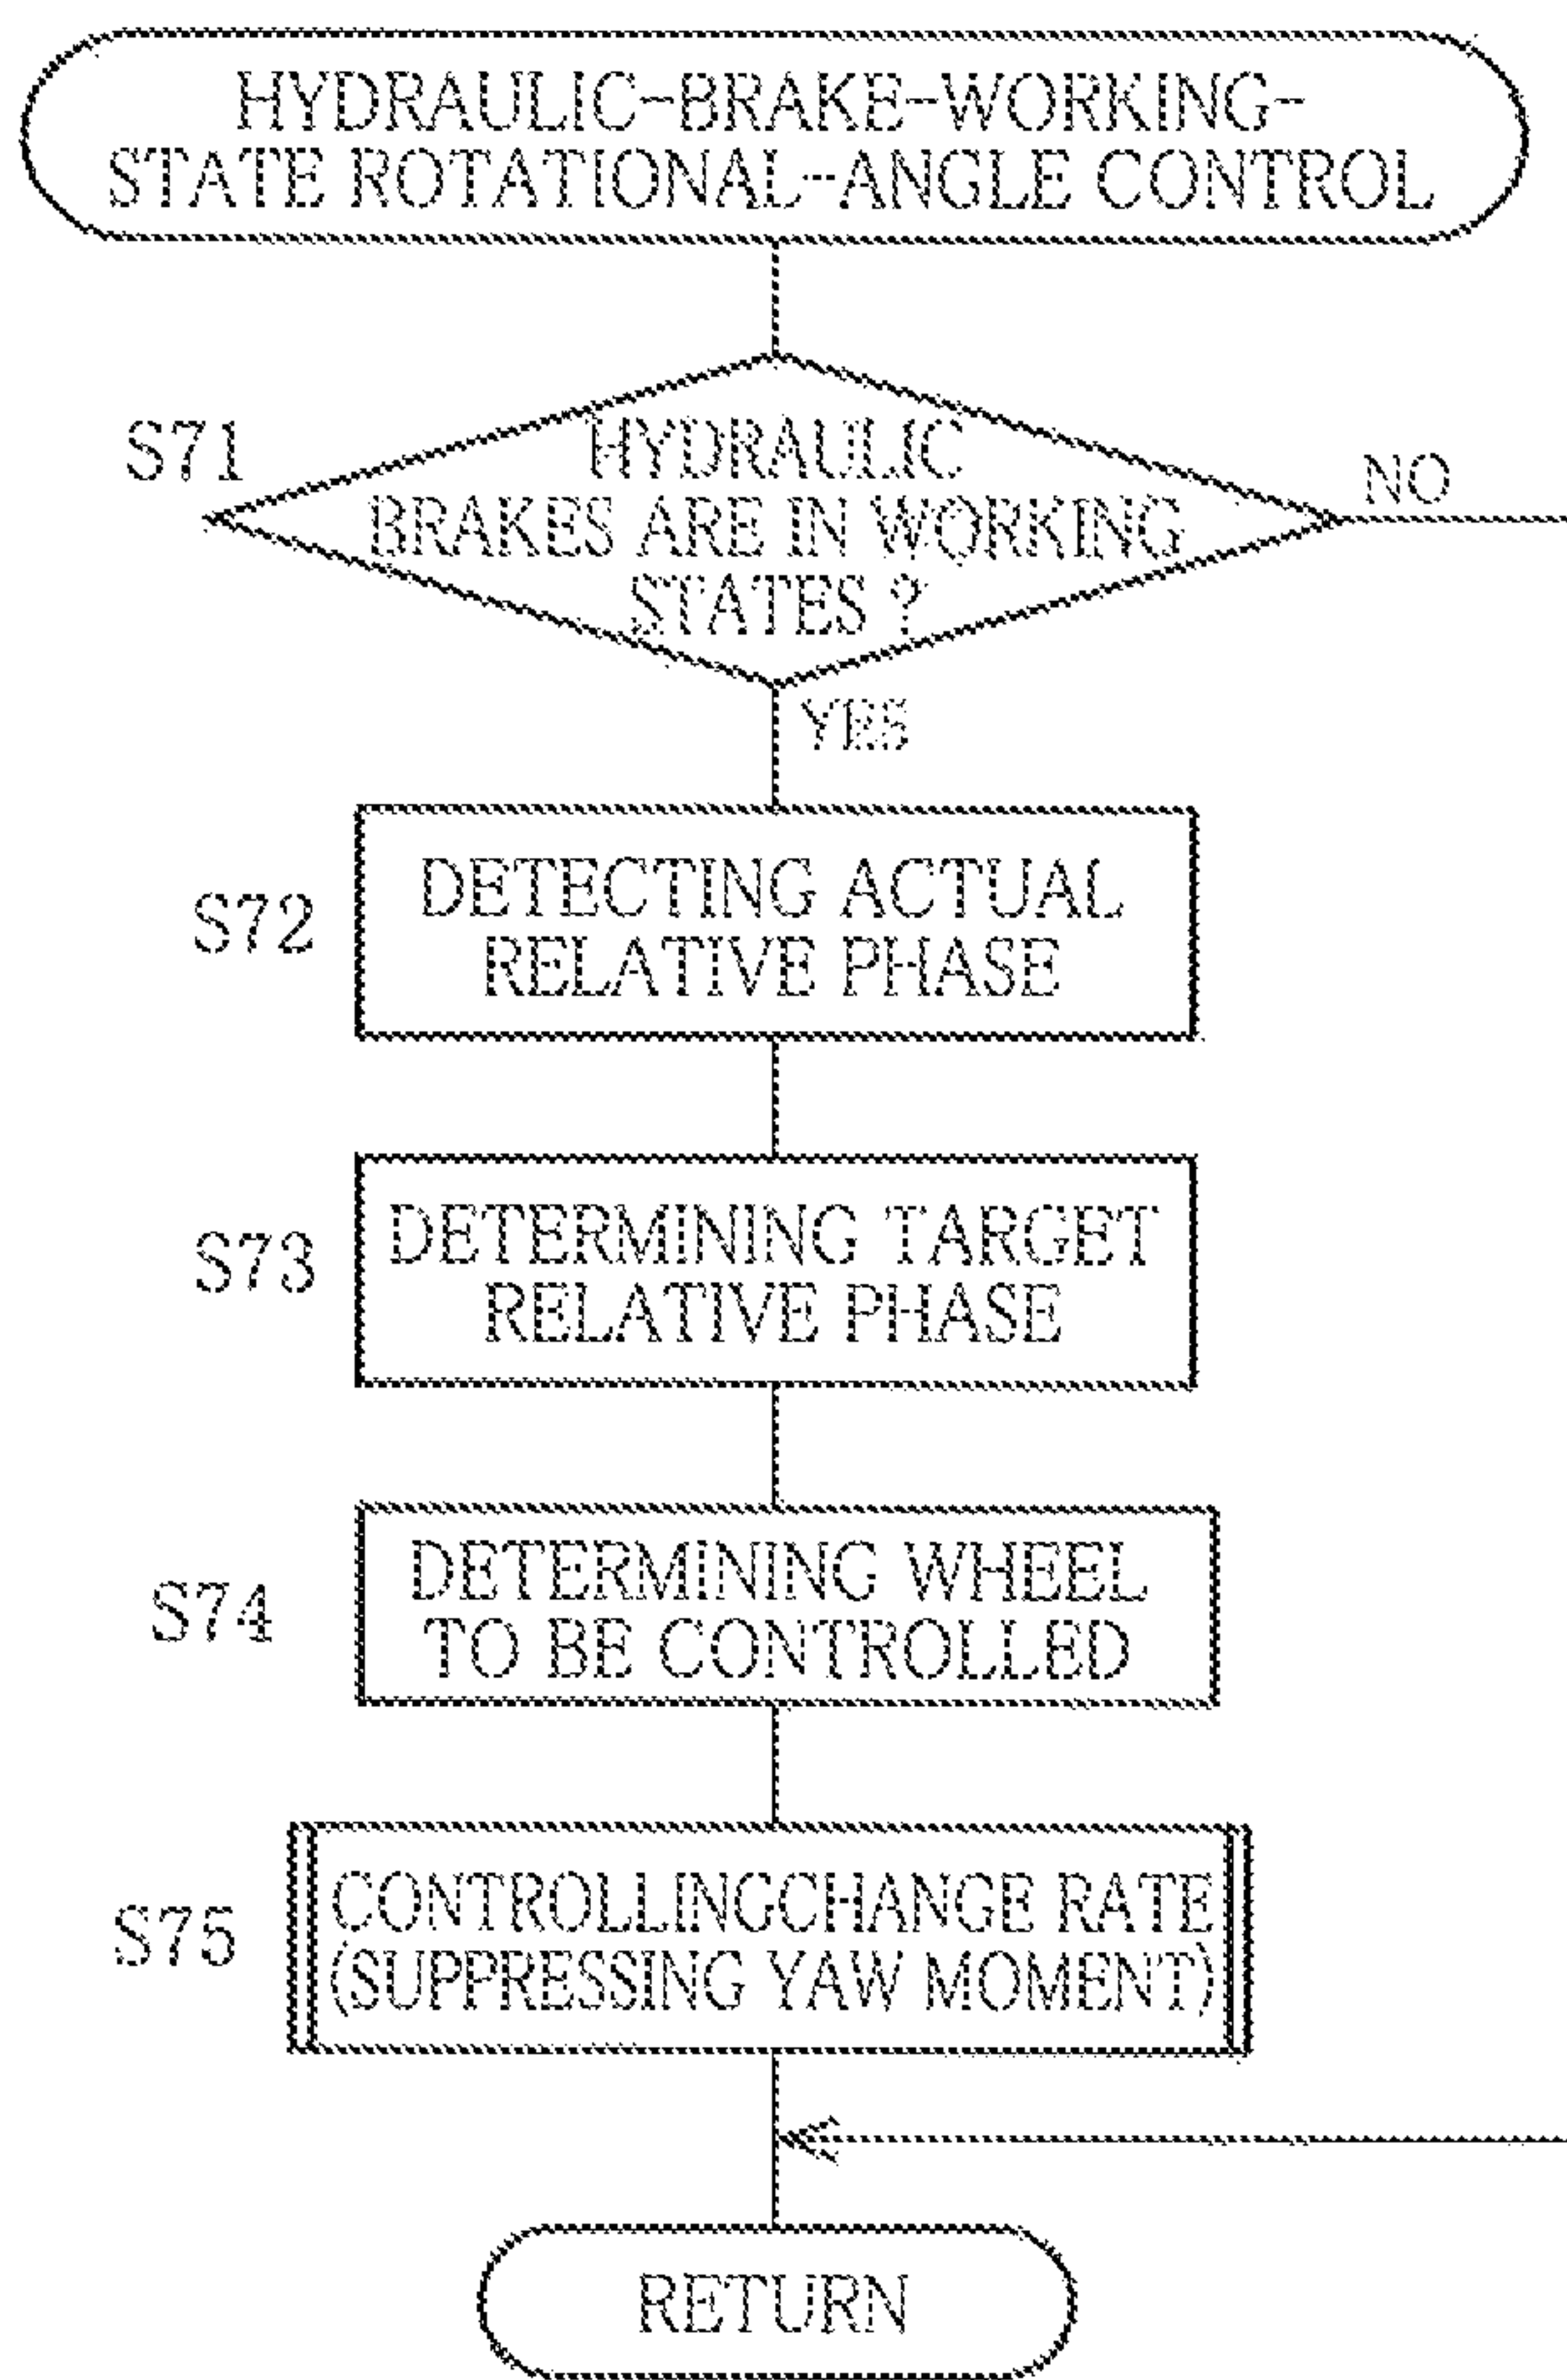 HYDRAULIC-BRAKE-WORKING-
STATE ROTATIONAL-ANGLE CONTROL
S71
HYDRAULIC
BRAKES ARE IN WORKING
STATES ?
NO
YES
S72
DETECTING ACTUAL
RELATIVE PHASE
S73
DETERMINING TARGET
RELATIVE PHASE
S74
DETERMINING WHEEL
TO BE CONTROLLED
S75
CONTROLLINGCHANGE RATE
(SUPPRESSING YAW MOMENT)
RETURN